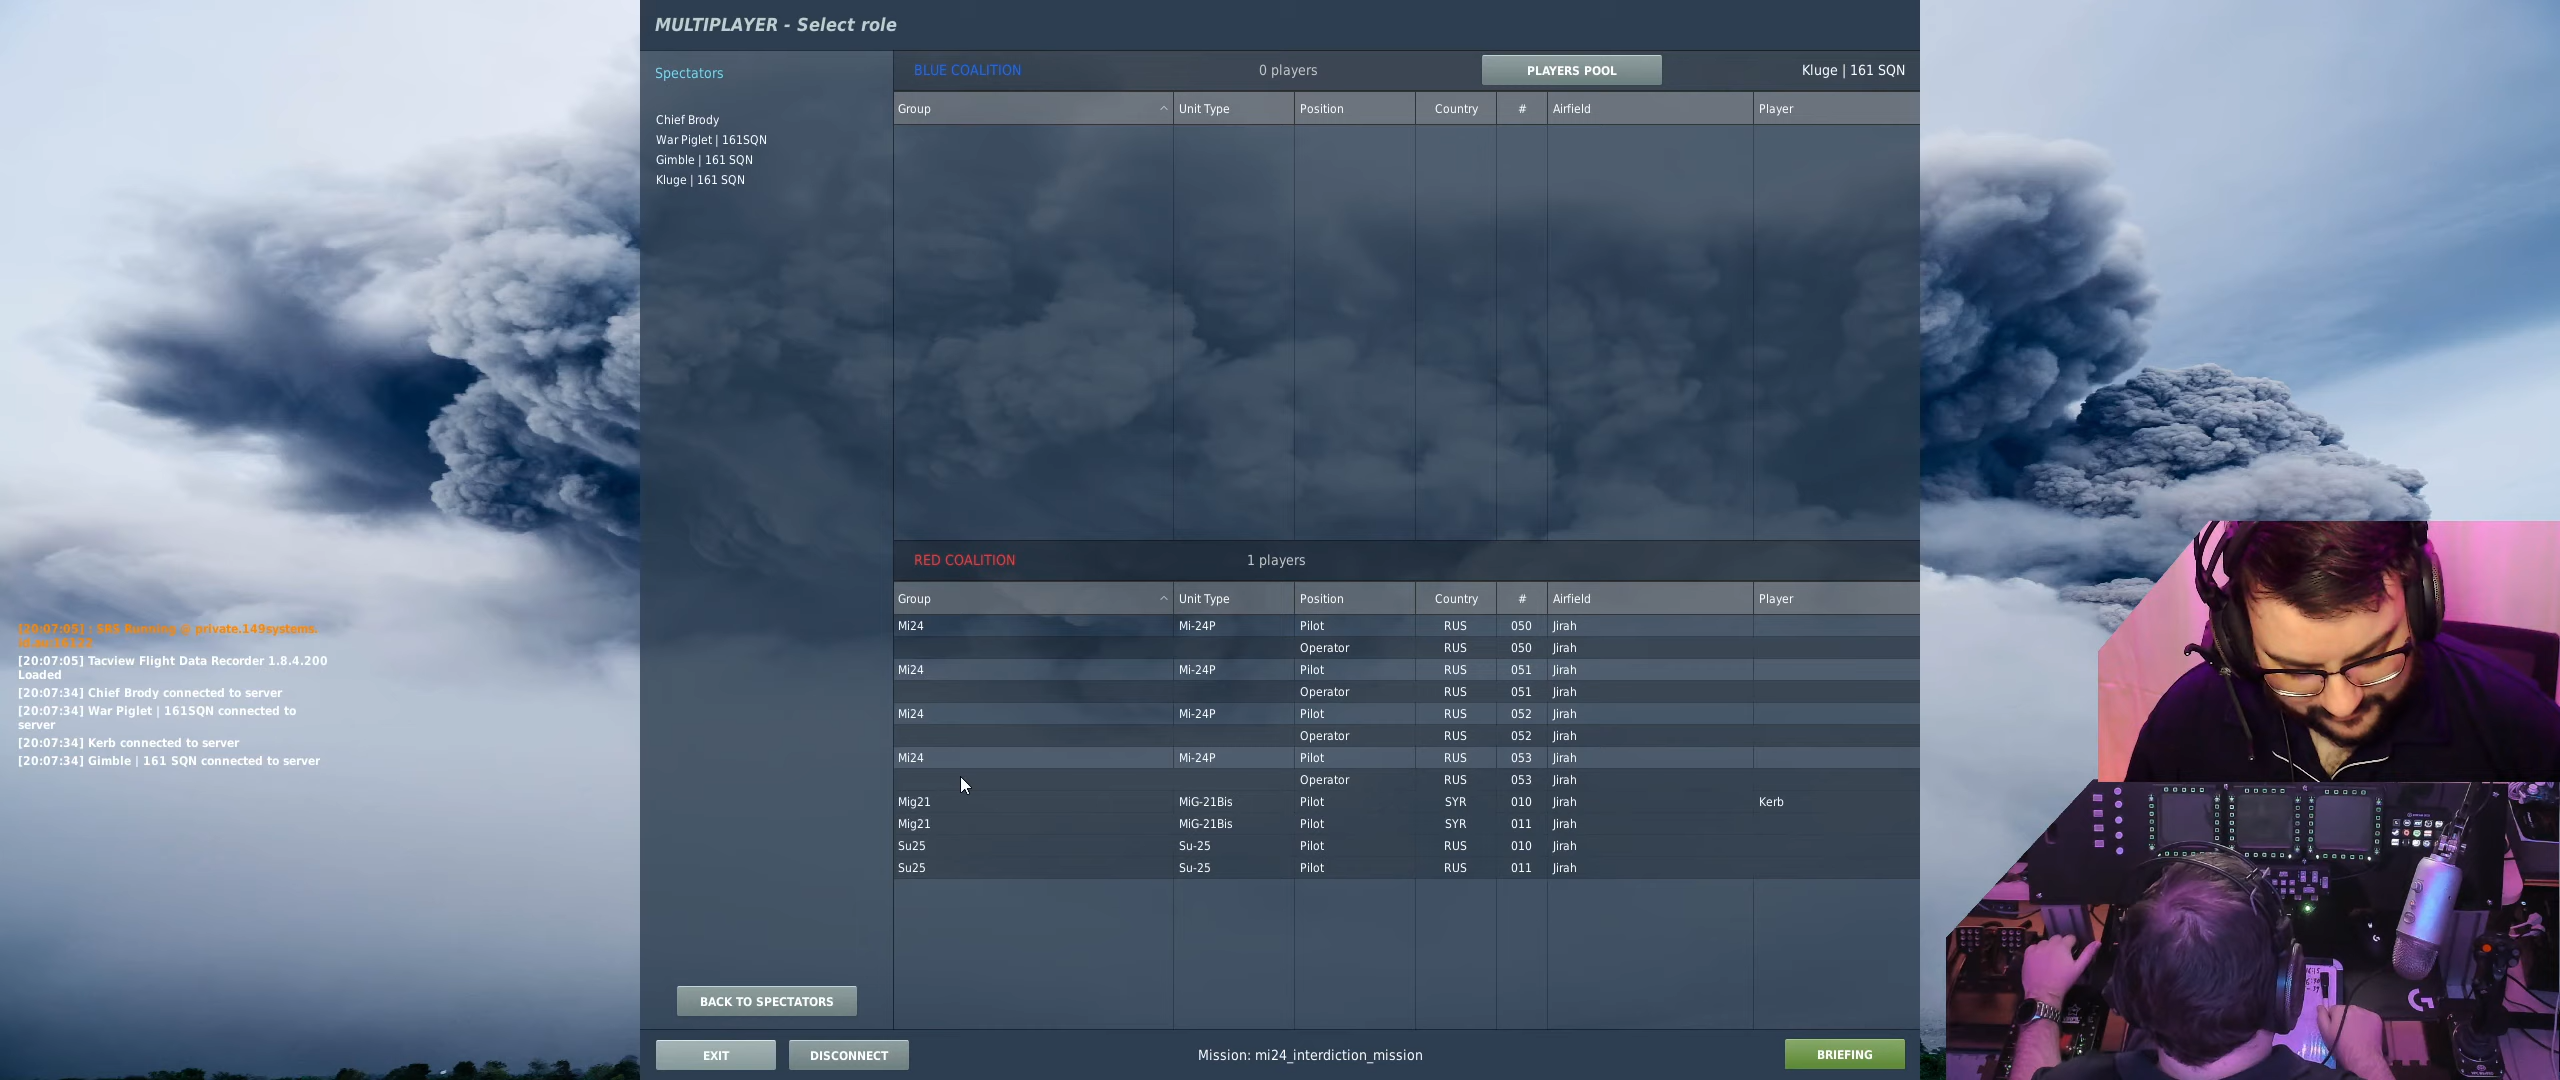 MULTIPLAYER - Select role
Spectators
Chief Brody
War Piglet | 161SQN
Gimble | 161 SQN
Kluge | 161 SQN
BLUE COALITION 0 players PLAYERS POOL Kluge | 161 SQN
Group Unit Type Position Country # Airfield Player
RED COALITION 1 players
Group Unit Type Position Country # Airfield Player
Mi24 Mi-24P Pilot RUS 050 Jirah
Operator RUS 050 Jirah
Mi24 Mi-24P Pilot RUS 051 Jirah
Operator RUS 051 Jirah
Mi24 Mi-24P Pilot RUS 052 Jirah
Operator RUS 052 Jirah
Mi24 Mi-24P Pilot RUS 053 Jirah
Operator RUS 053 Jirah
Mig21 MiG-21Bis Pilot SYR 010 Jirah Kerb
Mig21 MiG-21Bis Pilot SYR 011 Jirah
Su25 Su-25 Pilot RUS 010 Jirah
Su25 Su-25 Pilot RUS 011 Jirah
[20:07:05] : SRS Running @ private.149systems.
[20:07:05] Tacview Flight Data Recorder 1.8.4.200
Loaded
[20:07:34] Chief Brody connected to server
[20:07:34] War Piglet | 161SQN connected to
server
[20:07:34] Kerb connected to server
[20:07:34] Gimble | 161 SQN connected to server
BACK TO SPECTATORS
EXIT DISCONNECT Mission: mi24_interdiction_mission BRIEFING